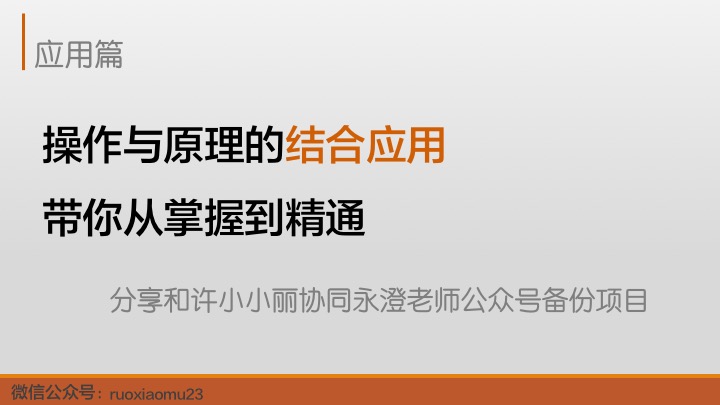 应用篇
操作与原理的结合应用
带你从掌握到精通
分享和许小小丽协同永澄老师公众号备份项目
微信公众号：ruoxiaomu23